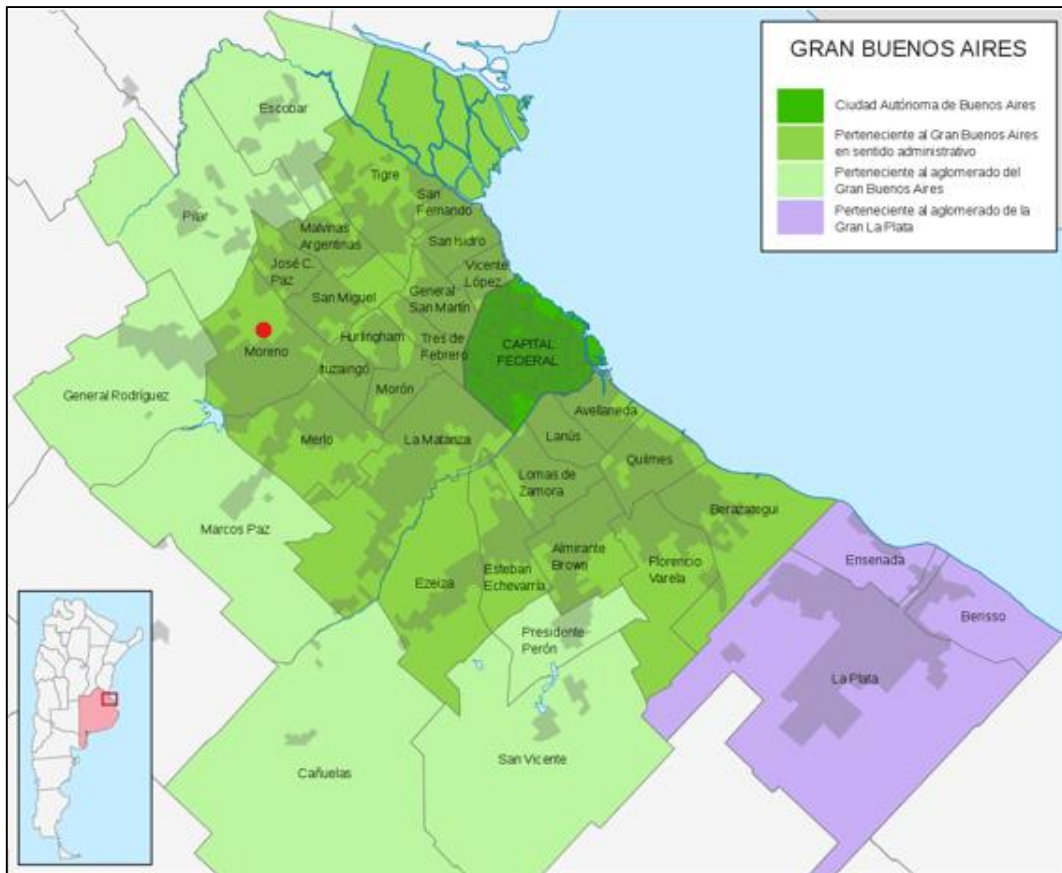 GRAN BUENOS AIRES
Ciudad Autónoma de Buenos Aires
Perteneciente al Gran Buenos Aires
en sentido administrativo
Perteneciente al aglomerado del
Gran Buenos Aires
Perteneciente al aglomerado de la
Gran La Plata
Escobar
Tigre
Pilar
San
Fernando
Malvinas
Argentinas
San Isidro
José C.
Paz
Vicente
López
San Miguel
General
San Martín
Hurlingham
Tres de
Febrero
CAPITAL
FEDERAL
Moreno
Ituzaingó
Morón
General Rodríguez
Avellaneda
Merlo
La Matanza
Lanús
Quilmes
Lomas de
Zamora
Marcos Paz
Berazategui
Almirante
Brown
Ensenada
Florencio
Varela
Esteban
Echevarría
Ezeiza
Berisso
Presidente
Perón
La Plata
San Vicente
Cañuelas